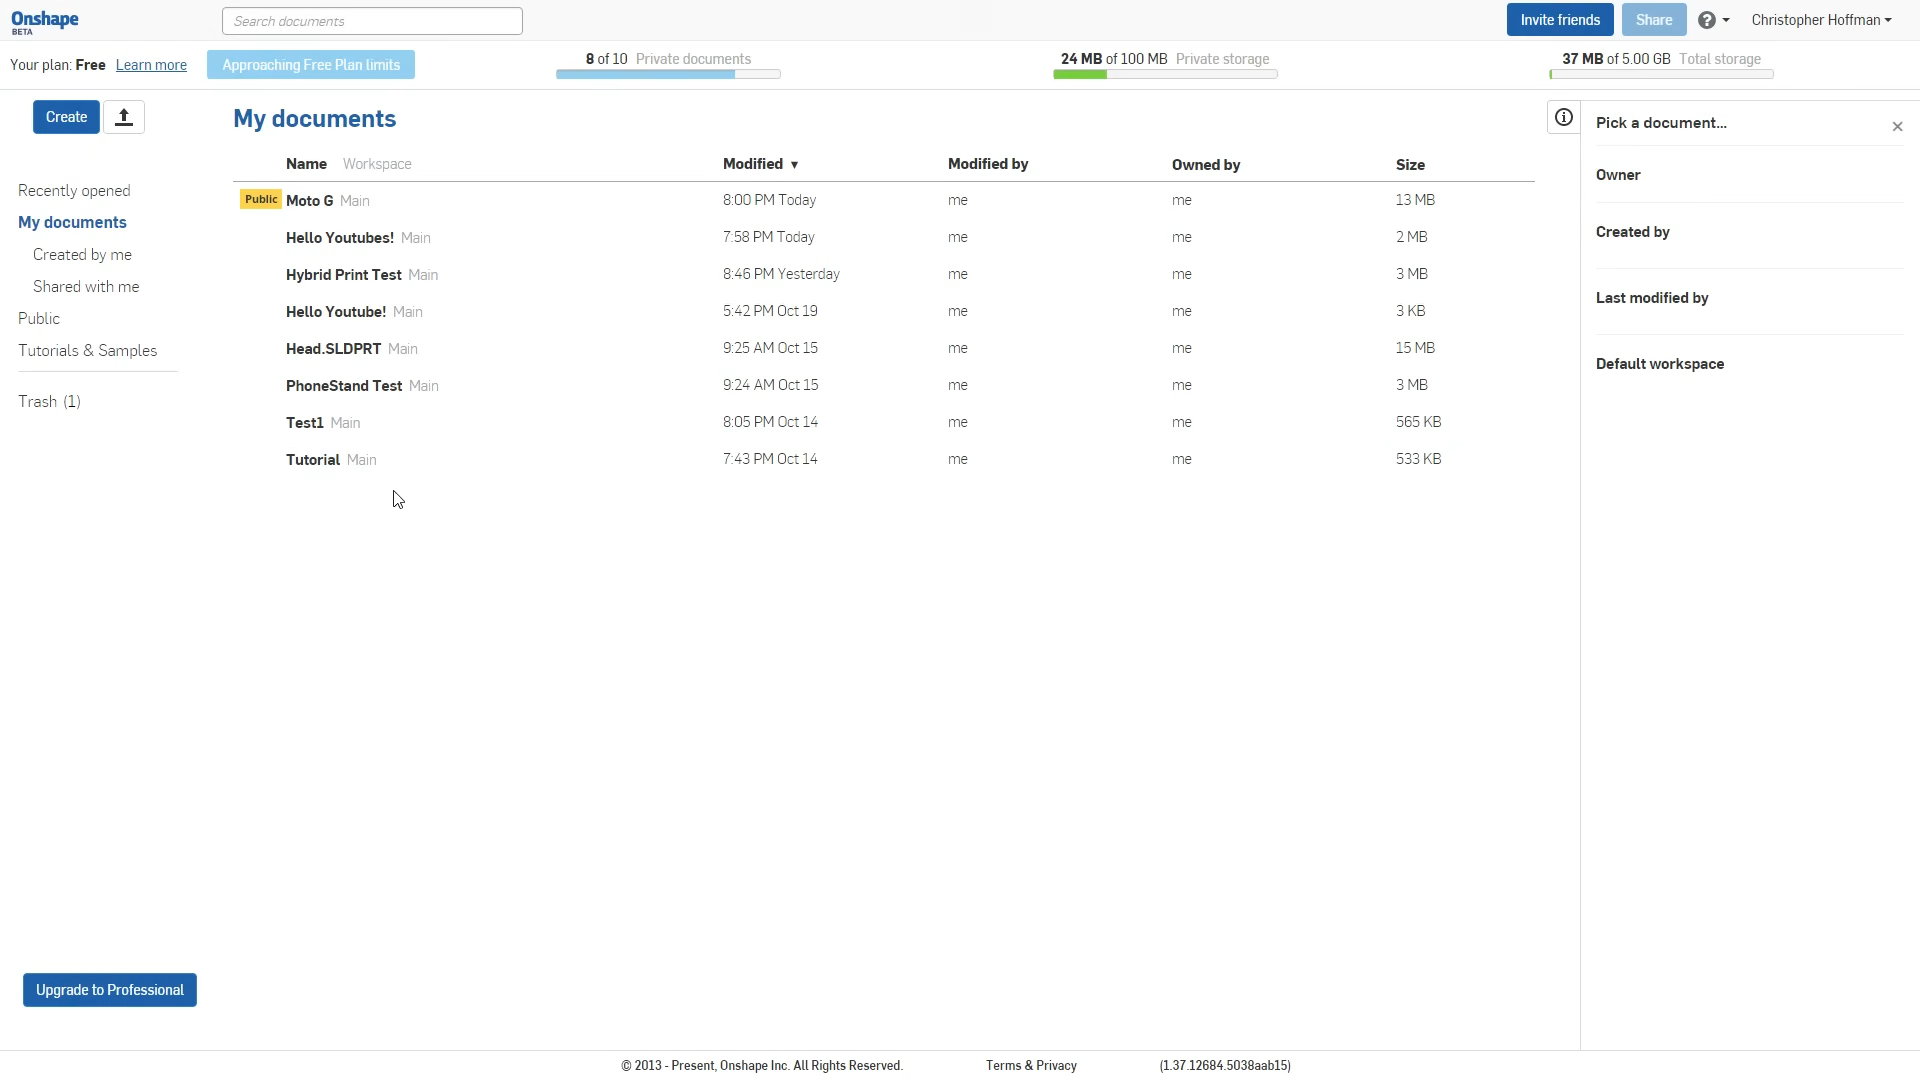 Onshape
BETA
Search documents
Invite friends
Share
Christopher Hoffman
Your plan: Free Learn more
Approaching Free Plan limits
8 of 10 Private documents
24 MB of 100 MB Private storage
37 MB of 5.00 GB Total storage
Create
My documents
Pick a document...
Name Workspace Modified ▼ Modified by Owned by Size
Public Moto G Main 8:00 PM Today me me 13 MB
Hello Youtubes! Main 7:58 PM Today me me 2 MB
Hybrid Print Test Main 8:46 PM Yesterday me me 3 MB
Hello Youtube! Main 5:42 PM Oct 19 me me 3 KB
Head.SLDPRT Main 9:25 AM Oct 15 me me 15 MB
PhoneStand Test Main 9:24 AM Oct 15 me me 3 MB
Test1 Main 8:05 PM Oct 14 me me 565 KB
Tutorial Main 7:43 PM Oct 14 me me 533 KB
Recently opened
My documents
Created by me
Shared with me
Public
Tutorials & Samples
Trash (1)
Owner
Created by
Last modified by
Default workspace
Upgrade to Professional
© 2013 - Present, Onshape Inc. All Rights Reserved. Terms & Privacy (1.37.12684.5038aab15)